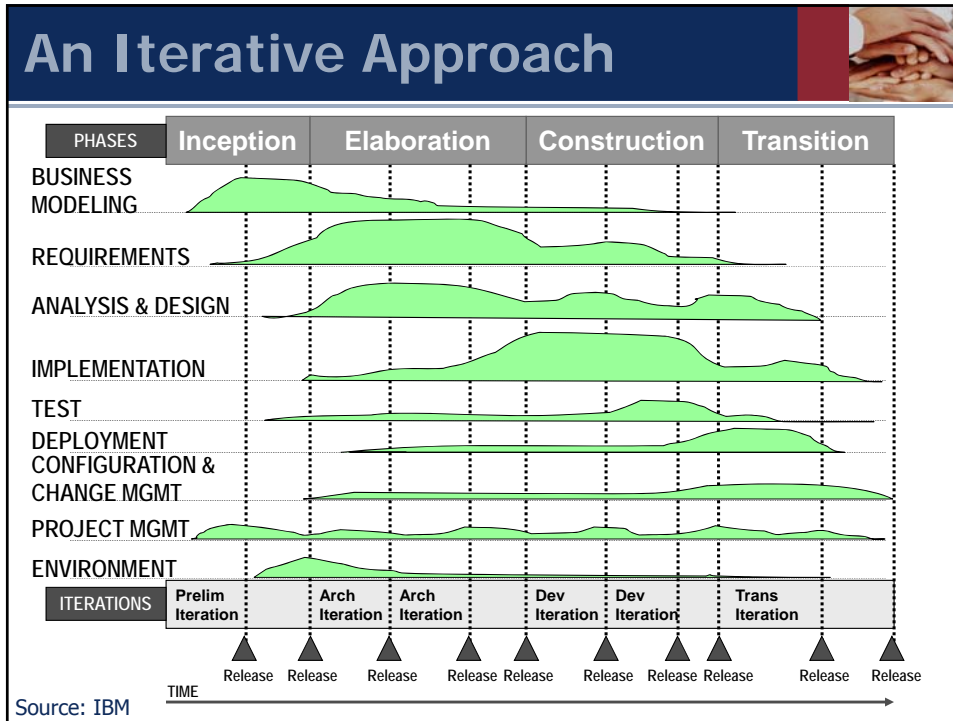 An Iterative Approach
PHASES Inception Elaboration Construction Transition
BUSINESS
MODELING
REQUIREMENTS
ANALYSIS & DESIGN
IMPLEMENTATION
TEST
DEPLOYMENT
CONFIGURATION &
CHANGE MGMT
PROJECT MGMT
ENVIRONMENT
ITERATIONS
Prelim Arch Arch Dev Dev Trans
Iteration Iteration Iteration Iteration Iteration Iteration
Release Release Release Release Release Release Release Release Release Release
TIME
Source: IBM